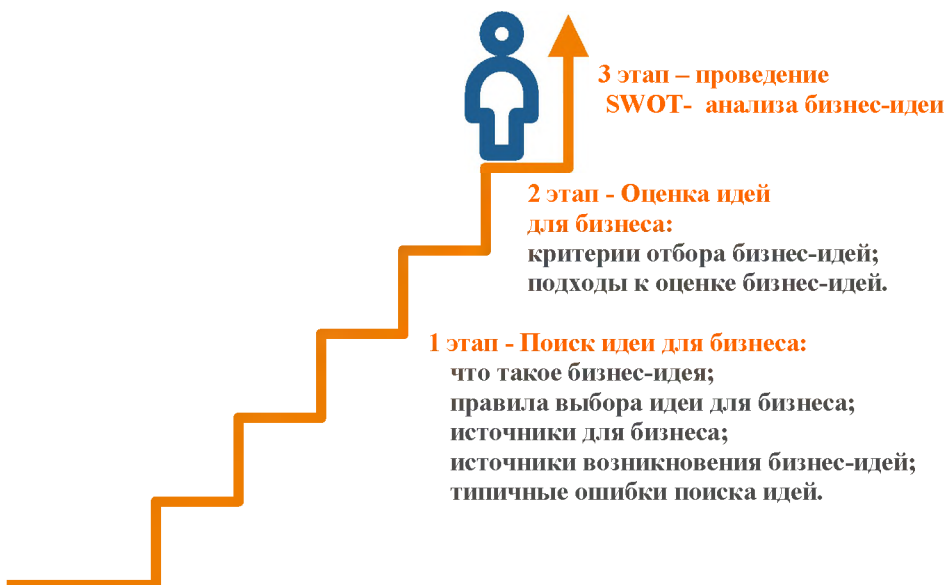 3 этап – проведение
SWOT- анализа бизнес-идеи
2 этап - Оценка идей
для бизнеса:
критерии отбора бизнес-идей;
подходы к оценке бизнес-идей.
1 этап - Поиск идеи для бизнеса:
что такое бизнес-идея;
правила выбора идеи для бизнеса;
источники для бизнеса;
источники возникновения бизнес-идей;
типичные ошибки поиска идей.